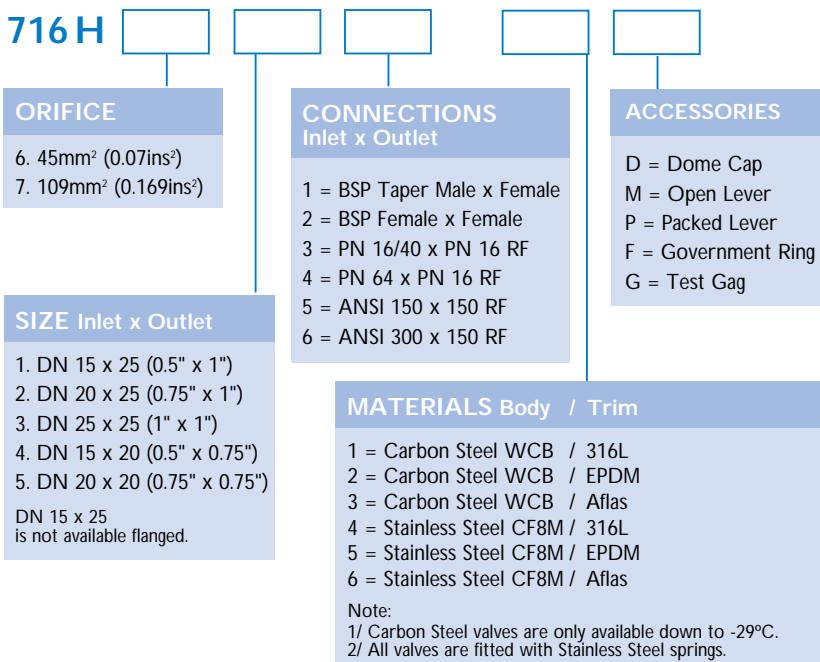 716 H
ORIFICE
6. 45mm² (0.07ins²)
7. 109mm² (0.169ins²)
SIZE Inlet x Outlet
1. DN 15 x 25 (0.5" x 1")
2. DN 20 x 25 (0.75" x 1")
3. DN 25 x 25 (1" x 1")
4. DN 15 x 20 (0.5" x 0.75")
5. DN 20 x 20 (0.75" x 0.75")
DN 15 x 25
is not available flanged.
CONNECTIONS
Inlet x Outlet
1 = BSP Taper Male x Female
2 = BSP Female x Female
3 = PN 16/40 x PN 16 RF
4 = PN 64 x PN 16 RF
5 = ANSI 150 x 150 RF
6 = ANSI 300 x 150 RF
MATERIALS Body / Trim
1 = Carbon Steel WCB / 316L
2 = Carbon Steel WCB / EPDM
3 = Carbon Steel WCB / Aflas
4 = Stainless Steel CF8M / 316L
5 = Stainless Steel CF8M / EPDM
6 = Stainless Steel CF8M / Aflas
Note:
1/ Carbon Steel valves are only available down to -29ºC.
2/ All valves are fitted with Stainless Steel springs.
ACCESSORIES
D = Dome Cap
M = Open Lever
P = Packed Lever
F = Government Ring
G = Test Gag